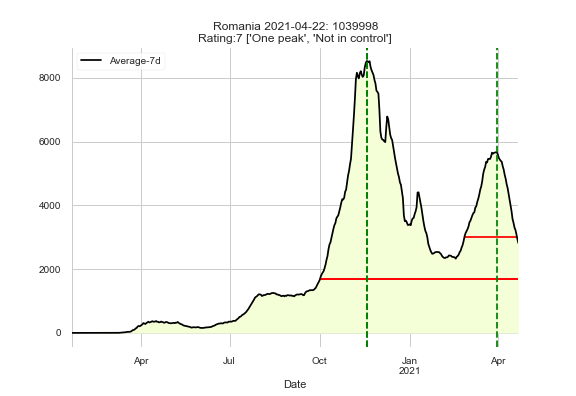 Romania 2021-04-22: 1039998
Rating:7 ['One peak', 'Not in control']
Average-7d
8000
6000
4000
2000
0
Apr Jul Oct Jan Apr
2021
Date